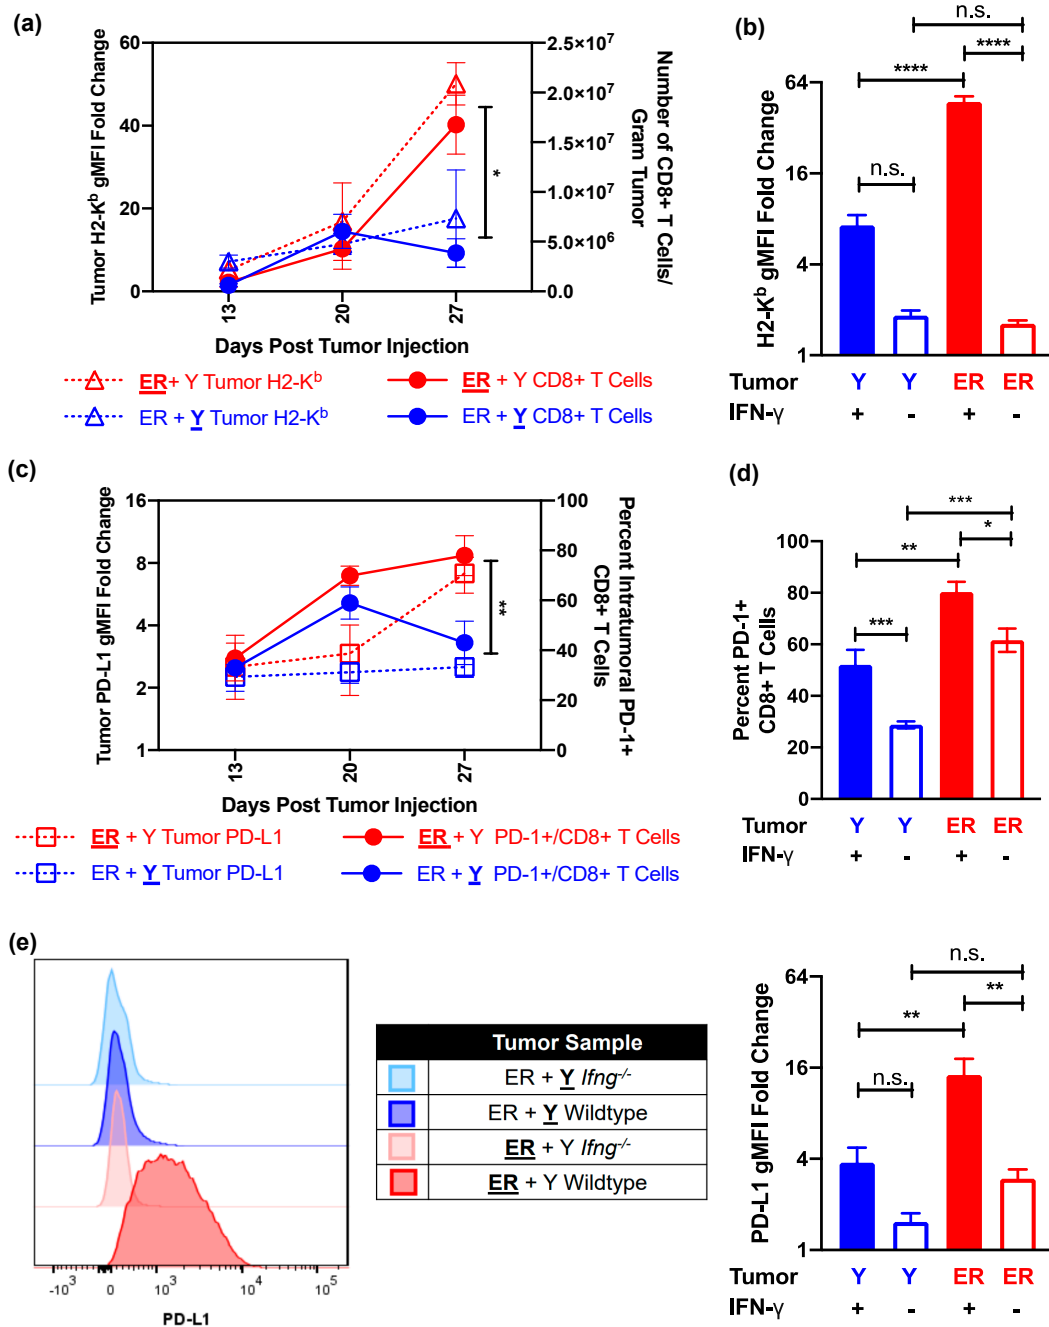 (a)
60
40
20
0
Tumor H2-Kᵇ gMFI Fold Change
2.5×10⁷
2.0×10⁷
1.5×10⁷
1.0×10⁷
5.0×10⁶
0.0
Number of CD8+ T Cells/
Gram Tumor
*
13 20 27
Days Post Tumor Injection
ER+ Y Tumor H2-Kᵇ
ER + Y CD8+ T Cells
ER + Y Tumor H2-Kᵇ
ER + Y CD8+ T Cells
(b)
n.s.
****
****
n.s.
64
16
4
1
H2-Kᵇ gMFI Fold Change
Tumor Y Y ER ER
IFN-γ + - + -
(c)
16
8
4
2
1
Tumor PD-L1 gMFI Fold Change
100
80
60
40
20
0
Percent Intratumoral PD-1+
CD8+ T Cells
**
13 20 27
Days Post Tumor Injection
ER + Y Tumor PD-L1
ER + Y PD-1+/CD8+ T Cells
ER + Y Tumor PD-L1
ER + Y PD-1+/CD8+ T Cells
(d)
***
*
**
***
100
80
60
40
20
0
Percent PD-1+
CD8+ T Cells
Tumor Y Y ER ER
IFN-γ + - + -
(e)
-10³ 0 10³ 10⁴ 10⁵
PD-L1
Tumor Sample
ER + Y Ifng⁻/⁻
ER + Y Wildtype
ER + Y Ifng⁻/⁻
ER + Y Wildtype
n.s.
**
**
n.s.
64
16
4
1
PD-L1 gMFI Fold Change
Tumor Y Y ER ER
IFN-γ + - + -